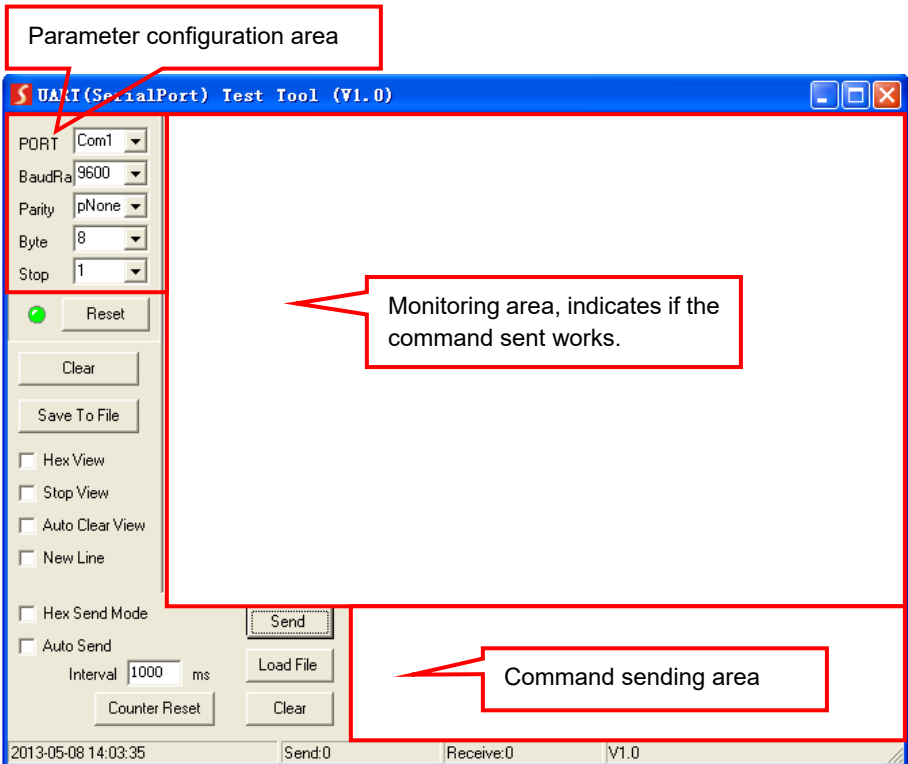 Parameter configuration area
UART(SerialPort) Test Tool (V1.0)
PORT Com1
BaudRa 9600
Parity pNone
Byte 8
Stop 1
Reset
Clear
Save To File
Hex View
Stop View
Auto Clear View
New Line
Monitoring area, indicates if the
command sent works.
Hex Send Mode
Send
Auto Send
Interval 1000 ms
Load File
Counter Reset
Clear
Command sending area
2013-05-08 14:03:35 Send:0 Receive:0 V1.0